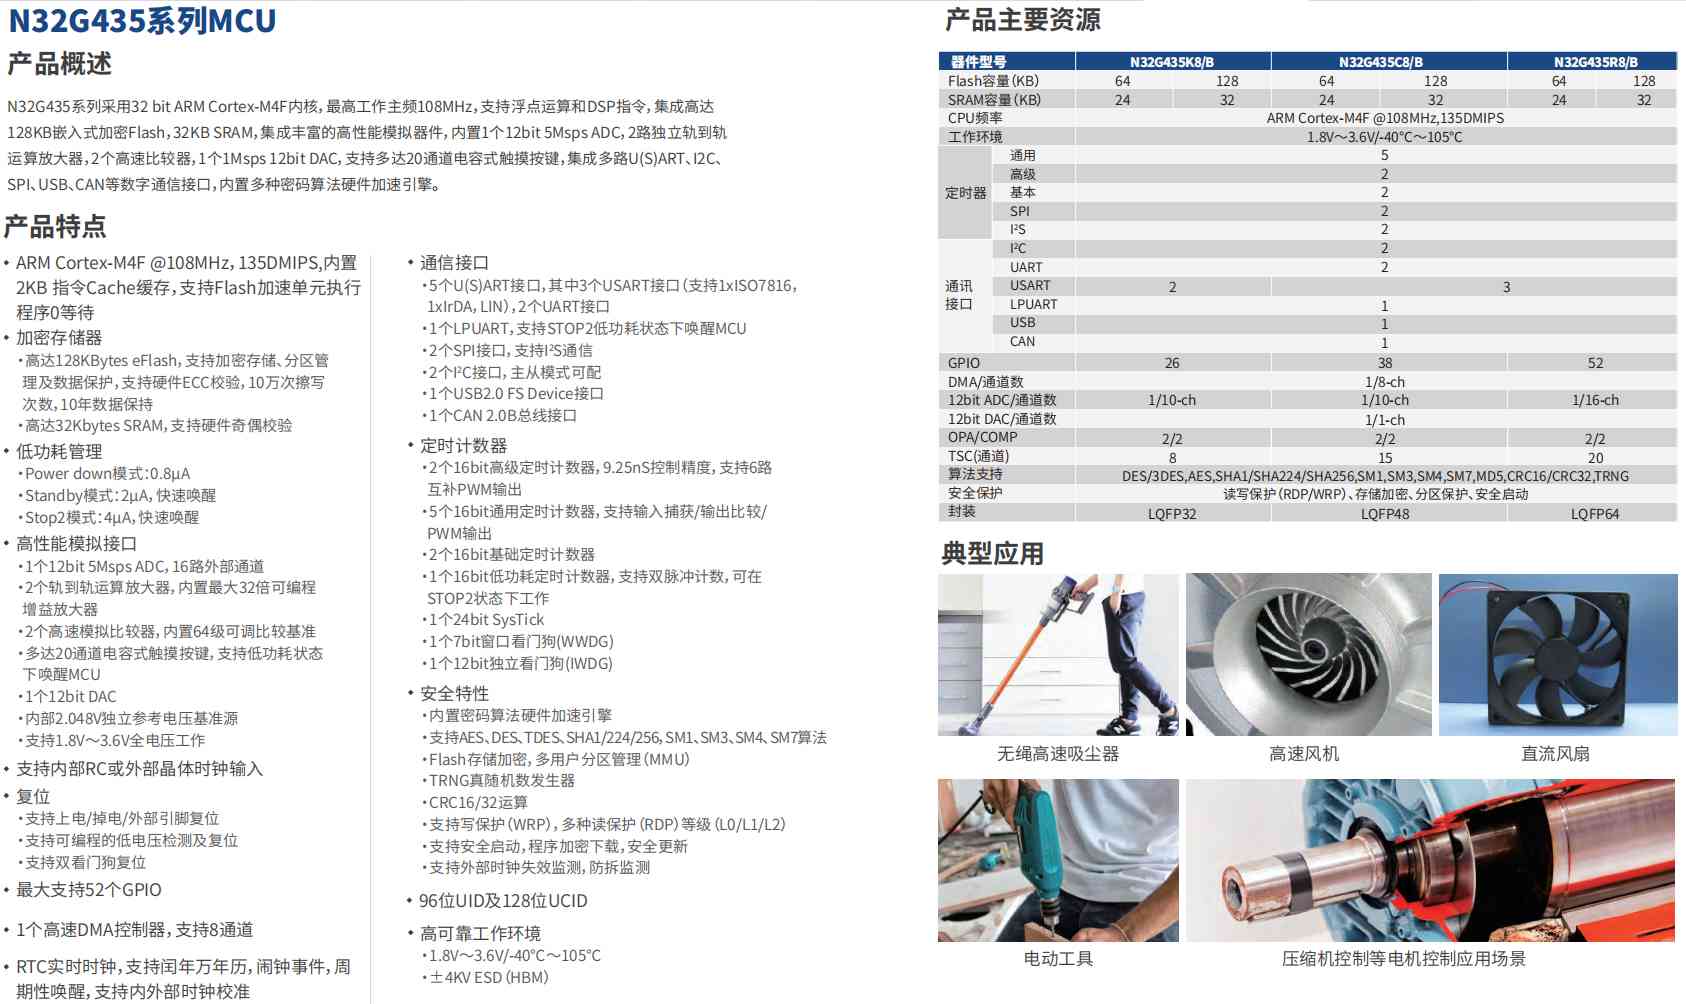 N32G435系列MCU
产品概述
N32G435系列采用32 bit ARM Cortex-M4F内核，最高工作主频108MHz，支持浮点运算和DSP指令，集成高达
128KB嵌入式加密Flash，32KB SRAM，集成丰富的高性能模拟器件，内置1个12bit 5Msps ADC，2路独立轨到轨
运算放大器，2个高速比较器，1个1Msps 12bit DAC，支持多达20通道电容式触摸按键，集成多路U(S)ART、I2C、
SPI、USB、CAN等数字通信接口，内置多种密码算法硬件加速引擎。
产品特点
ARM Cortex-M4F @108MHz，135DMIPS,内置
2KB 指令Cache缓存，支持Flash加速单元执行
程序0等待
加密存储器
·高达128KBytes eFlash，支持加密存储、分区管
理及数据保护，支持硬件ECC校验，10万次擦写
次数，10年数据保持
·高达32Kbytes SRAM，支持硬件奇偶校验
低功耗管理
·Power down模式：0.8μA
·Standby模式：2μA，快速唤醒
·Stop2模式：4μA，快速唤醒
高性能模拟接口
·1个12bit 5Msps ADC，16路外部通道
·2个轨到轨运算放大器，内置最大32倍可编程
增益放大器
·2个高速模拟比较器，内置64级可调比较基准
·多达20通道电容式触摸按键，支持低功耗状态
下唤醒MCU
·1个12bit DAC
·内部2.048V独立参考电压基准源
·支持1.8V～3.6V全电压工作
支持内部RC或外部晶体时钟输入
复位
·支持上电/掉电/外部引脚复位
·支持可编程的低电压检测及复位
·支持双看门狗复位
最大支持52个GPIO
1个高速DMA控制器，支持8通道
RTC实时时钟，支持闰年万年历，闹钟事件，周
期性唤醒，支持内外部时钟校准
通信接口
·5个U(S)ART接口，其中3个USART接口（支持1xISO7816，
1xIrDA，LIN），2个UART接口
·1个LPUART，支持STOP2低功耗状态下唤醒MCU
·2个SPI接口，支持I²S通信
·2个I²C接口，主从模式可配
·1个USB2.0 FS Device接口
·1个CAN 2.0B总线接口
定时计数器
·2个16bit高级定时计数器，9.25nS控制精度，支持6路
互补PWM输出
·5个16bit通用定时计数器，支持输入捕获/输出比较/
PWM输出
·2个16bit基础定时计数器
·1个16bit低功耗定时计数器，支持双脉冲计数，可在
STOP2状态下工作
·1个24bit SysTick
·1个7bit窗口看门狗(WWDG)
·1个12bit独立看门狗(IWDG)
安全特性
·内置密码算法硬件加速引擎
·支持AES、DES、TDES、SHA1/224/256，SM1、SM3、SM4、SM7算法
·Flash存储加密，多用户分区管理（MMU）
·TRNG真随机数发生器
·CRC16/32运算
·支持写保护（WRP），多种读保护（RDP）等级（L0/L1/L2）
·支持安全启动，程序加密下载，安全更新
·支持外部时钟失效监测，防拆监测
96位UID及128位UCID
高可靠工作环境
·1.8V～3.6V/-40℃～105℃
·±4KV ESD（HBM）
产品主要资源
器件型号 N32G435K8/B N32G435C8/B N32G435R8/B
Flash容量（KB） 64 128 64 128 64 128
SRAM容量（KB） 24 32 24 32 24 32
CPU频率 ARM Cortex-M4F @108MHz,135DMIPS
工作环境 1.8V～3.6V/-40℃～105℃
定时器 通用 5
高级 2
基本 2
SPI 2
I²S 2
通讯接口 I²C 2
UART 2
USART 2 3
LPUART 1
USB 1
CAN 1
GPIO 26 38 52
DMA/通道数 1/8-ch
12bit ADC/通道数 1/10-ch 1/10-ch 1/16-ch
12bit DAC/通道数 1/1-ch
OPA/COMP 2/2 2/2 2/2
TSC(通道) 8 15 20
算法支持 DES/3DES,AES,SHA1/SHA224/SHA256,SM1,SM3,SM4,SM7,MD5,CRC16/CRC32,TRNG
安全保护 读写保护（RDP/WRP）、存储加密、分区保护、安全启动
封装 LQFP32 LQFP48 LQFP64
典型应用
无绳高速吸尘器 高速风机 直流风扇
电动工具 压缩机控制等电机控制应用场景